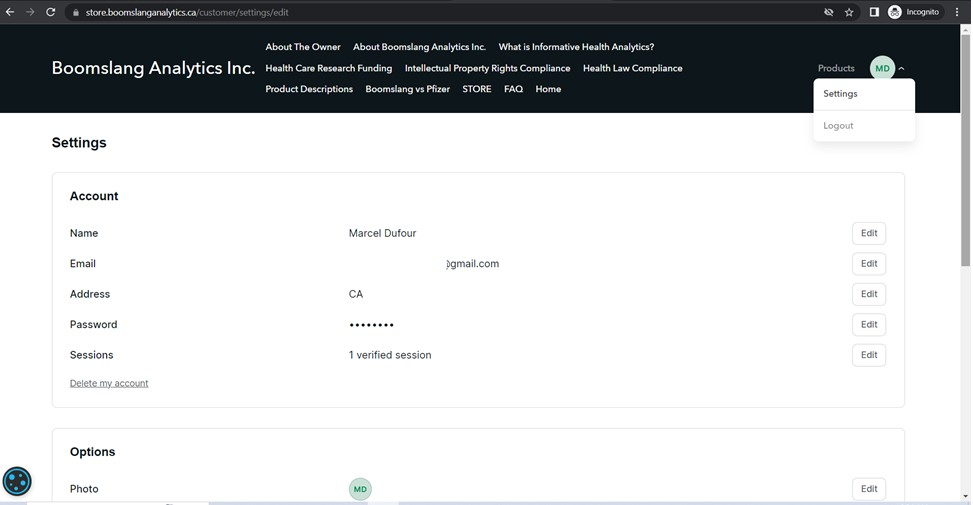 store.boomslanganalytics.ca/customer/settings/edit
Incognito
Boomslang Analytics Inc.
About The Owner About Boomslang Analytics Inc. What is Informative Health Analytics?
Health Care Research Funding Intellectual Property Rights Compliance Health Law Compliance
Product Descriptions Boomslang vs Pfizer STORE FAQ Home
Products MD
Settings
Logout
Settings
Account
Name Marcel Dufour Edit
Email @gmail.com Edit
Address CA Edit
Password •••••••• Edit
Sessions 1 verified session Edit
Delete my account
Options
Photo MD Edit